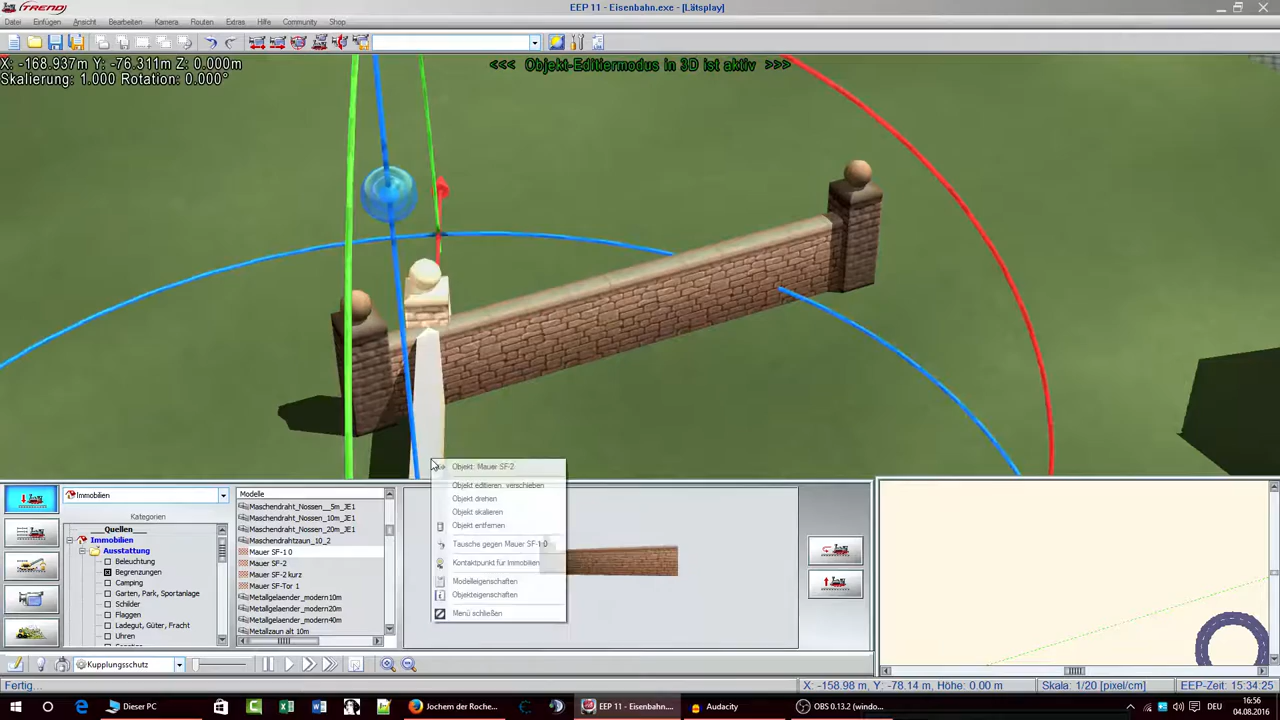 TREND
EEP 11 - Eisenbahn.exe - [Lätsplay]
Datei Einfügen Ansicht Bearbeiten Kamera Routen Extras Hilfe Community Shop
X: -168.937m Y: -76.311m Z: 0.000m
Skalierung: 1.000 Rotation: 0.000°
<<< Objekt-Editiermodus in 3D ist aktiv >>>
Objekt: Mauer SF-2
Objekt editieren, verschieben
Objekt drehen
Objekt skalieren
Objekt entfernen
Tausche gegen Mauer SF-1 0
Kontaktpunkt für Immobilien
Modelleigenschaften
Objekteigenschaften
Menü schließen
Immobilien
Kategorien
__Quellen___
Immobilien
Ausstattung
Beleuchtung
Begrenzungen
Camping
Garten, Park, Sportanlage
Schilder
Flaggen
Ladegut, Güter, Fracht
Uhren
Modelle
Maschendraht_Nossen__5m_JE1
Maschendraht_Nossen_10m_JE1
Maschendraht_Nossen_20m_JE1
Maschendrahtzaun_10_2
Mauer SF-1 0
Mauer SF-2
Mauer SF-2 kurz
Mauer SF-Tor 1
Metallgelaender_modern10m
Metallgelaender_modern20m
Metallgelaender_modern40m
Metallzaun alt 10m
Kupplungsschutz
Fertig...
X: -158.98 m, Y: -78.14 m, Höhe: 0.00 m
Skala: 1/20 [pixel/cm]
EEP-Zeit: 15:34:25
Dieser PC
Jochem der Roche...
EEP 11 - Eisenbahn....
Audacity
OBS 0.13.2 (windo...
DEU
16:56
04.08.2016